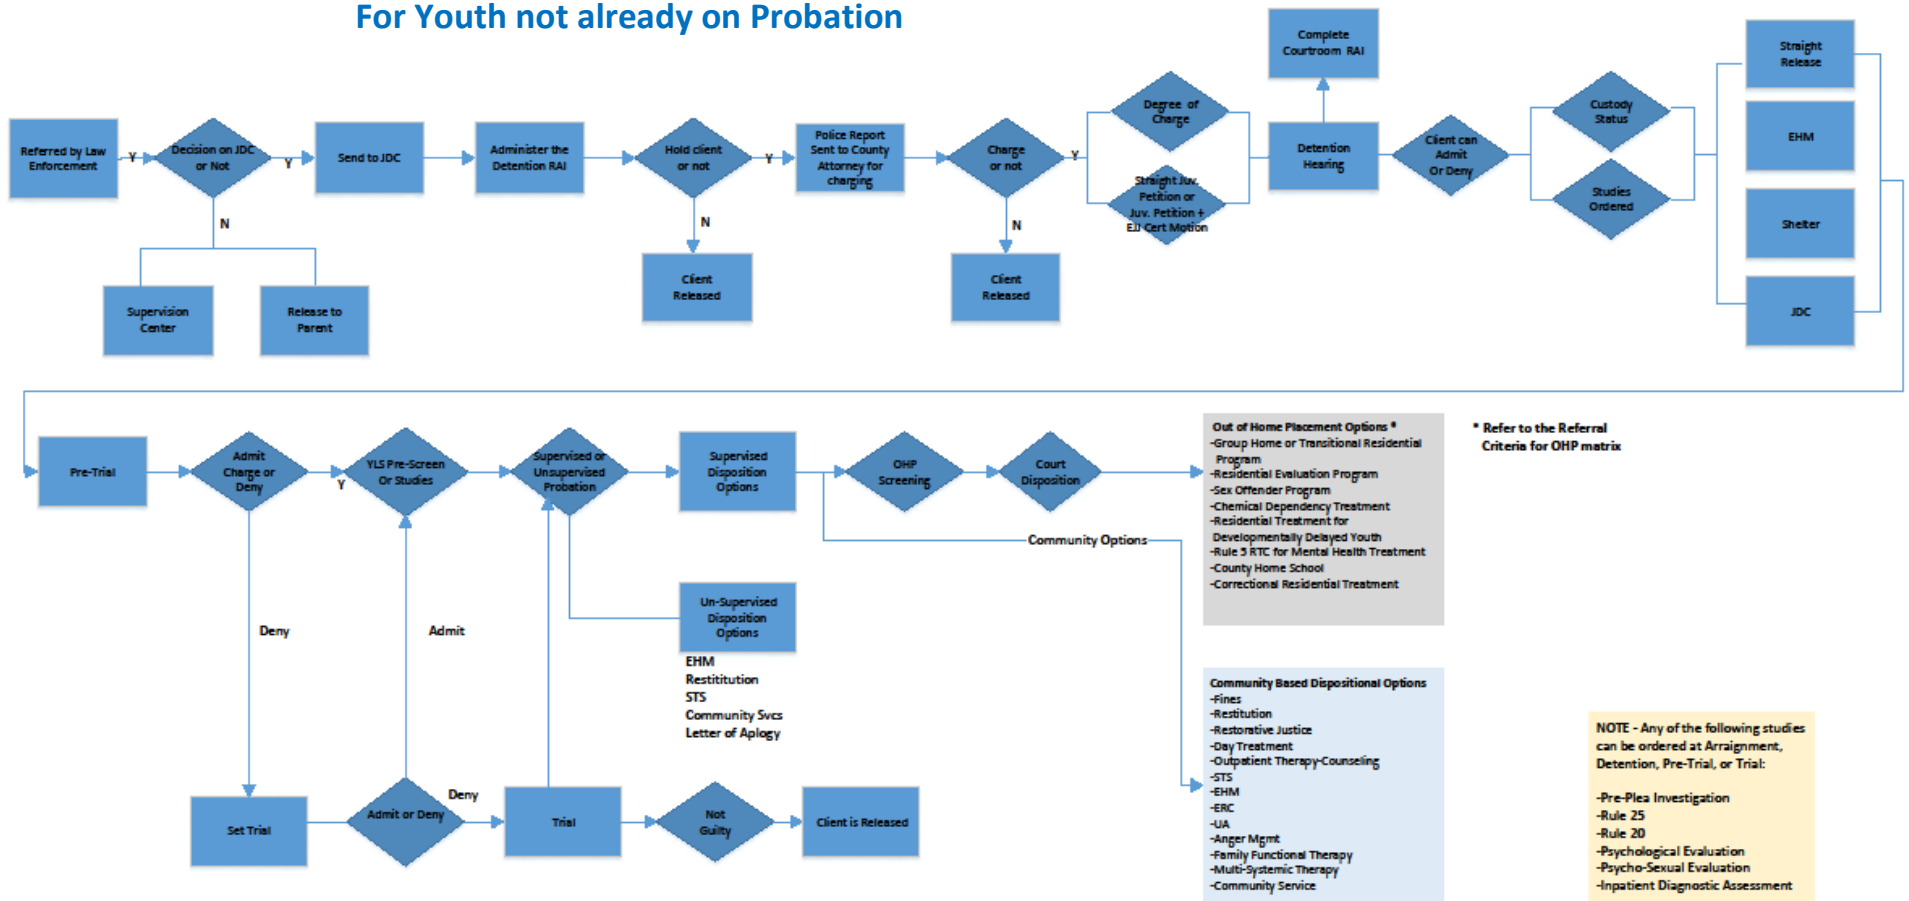 For Youth not already on Probation
Complete
Courtroom RAI
Straight
Release
Referred by Law
Enforcement
Y
Decision on JDC
or Not
Y
Send to JDC
Administer the
Detention RAI
Hold client
or not
Y
Police Report
Sent to County
Attorney for
charging
Charge
or not
Y
Degree of
Charge
Straight Juv.
Petition or
Juv. Petition +
EJJ Cert Motion
Detention
Hearing
Client can
Admit
Or Deny
Custody
Status
Studies
Ordered
EHM
Shelter
JDC
N
N
N
Supervision
Center
Release to
Parent
Client
Released
Client
Released
Pre-Trial
Admit
Charge or
Deny
Y
YLS Pre-Screen
Or Studies
Supervised or
Unsupervised
Probation
Supervised
Disposition
Options
OHP
Screening
Court
Disposition
Out of Home Placement Options *
-Group Home or Transitional Residential
Program
-Residential Evaluation Program
-Sex Offender Program
-Chemical Dependency Treatment
-Residential Treatment for
Developmentally Delayed Youth
-Rule 5 RTC for Mental Health Treatment
-County Home School
-Correctional Residential Treatment
* Refer to the Referral
Criteria for OHP matrix
Community Options
Deny
Admit
Un-Supervised
Disposition
Options
EHM
Restititution
STS
Community Svcs
Letter of Aplogy
Set Trial
Admit or Deny
Deny
Trial
Not
Guilty
Client is Released
Community Based Dispositional Options
-Fines
-Restitution
-Restorative Justice
-Day Treatment
-Outpatient Therapy-Counseling
-STS
-EHM
-ERC
-UA
-Anger Mgmt
-Family Functional Therapy
-Multi-Systemic Therapy
-Community Service
NOTE - Any of the following studies
can be ordered at Arraignment,
Detention, Pre-Trial, or Trial:
-Pre-Plea Investigation
-Rule 25
-Rule 20
-Psychological Evaluation
-Psycho-Sexual Evaluation
-Inpatient Diagnostic Assessment